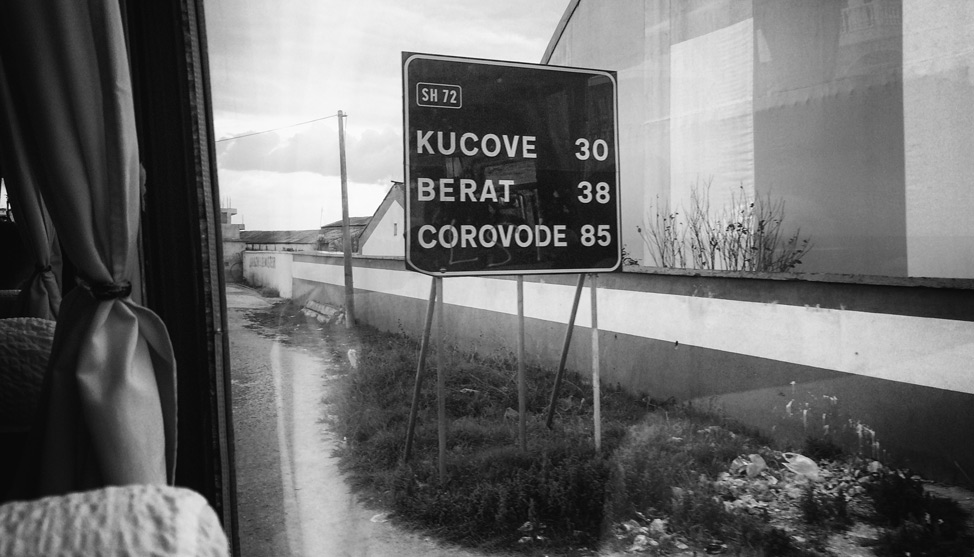 SH 72
KUCOVE 30
BERAT 38
COROVODE 85